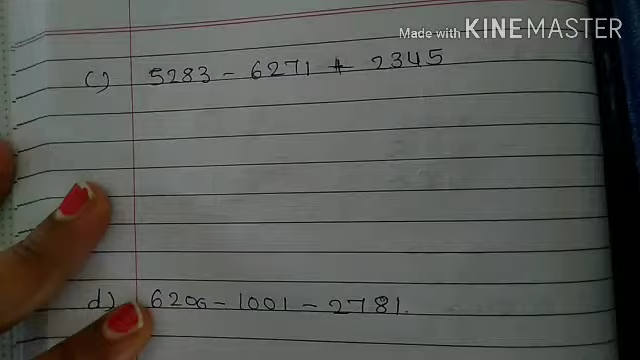 Made with KINEMASTER
c) 5283 - 6271 + 2345
d) 6206 - 1001 - 2781.